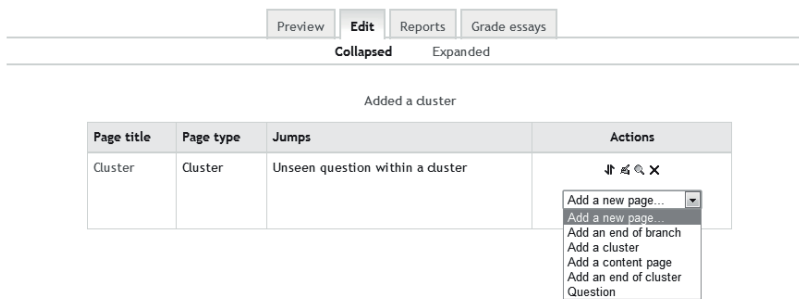 Preview Edit Reports Grade essays
Collapsed Expanded
Added a cluster
Page title Page type Jumps Actions
Cluster Cluster Unseen question within a cluster
Add a new page...
Add a new page...
Add an end of branch
Add a cluster
Add a content page
Add an end of cluster
Question